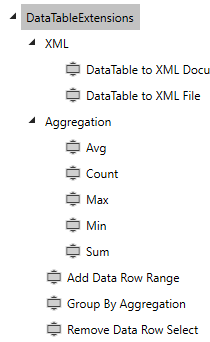 DataTableExtensions
XML
DataTable to XML Docu
DataTable to XML File
Aggregation
Avg
Count
Max
Min
Sum
Add Data Row Range
Group By Aggregation
Remove Data Row Select